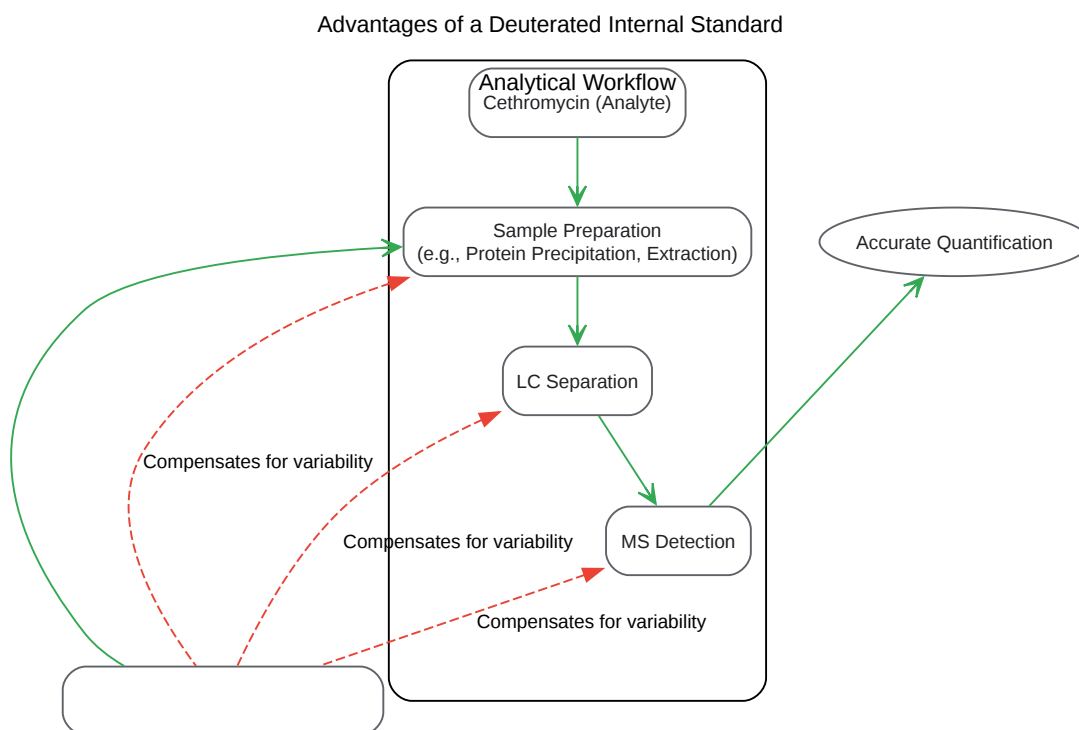 Advantages of a Deuterated Internal Standard
Analytical Workflow
Cethromycin (Analyte)
Sample Preparation
(e.g., Protein Precipitation, Extraction)
Accurate Quantification
LC Separation
Compensates for variability
Compensates for variability
MS Detection
Compensates for variability